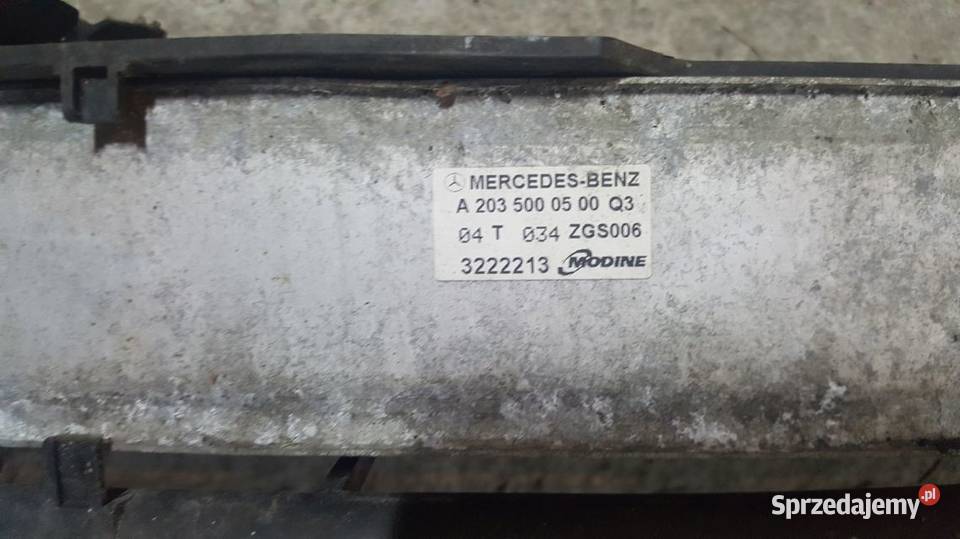 MERCEDES-BENZ
A 203 500 05 00 Q3
04 T 034 ZGS006
3222213 MODINE
Sprzedajemy.pl